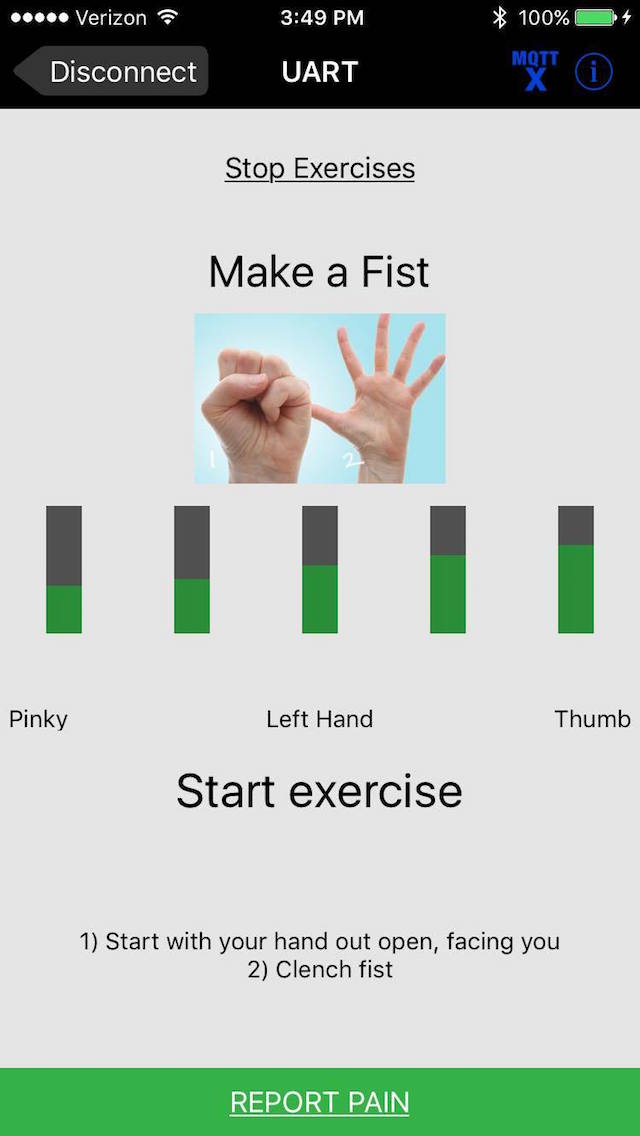 Verizon 3:49 PM 100%
Disconnect UART MQTT X i
Stop Exercises
Make a Fist
1 2
Pinky Left Hand Thumb
Start exercise
1) Start with your hand out open, facing you
2) Clench fist
REPORT PAIN